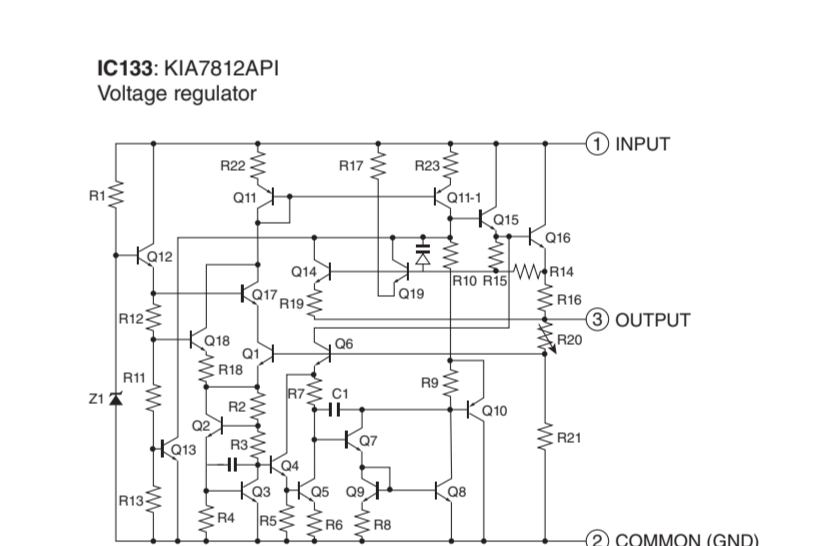 IC133: KIA7812API
Voltage regulator
1 INPUT
R22 R17 R23
R1 Q11 Q11-1
Q15
Q12 Q16
Q14 R10 R15 R14
Q17 R19 Q19 R16
R12 3 OUTPUT
Q18 Q1 Q6 R20
R18
R11 R9
Z1 R2 R7 C1 Q10
Q2
R3 Q7 R21
Q13 Q4
Q3 Q5 Q9 Q8
R13 R4 R5 R6 R8
2 COMMON (GND)